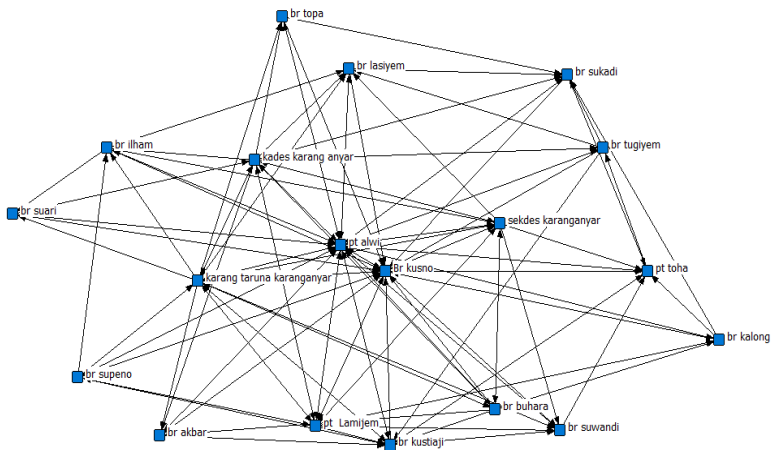 br topa
br lasiyem
br sukadi
br ilham
kades karang anyar
br tugiyem
br suari
sekdes karanganyar
pt alwi
Br kusno
pt toha
karang taruna karanganyar
br kalong
br supeno
br buhara
pt Lamijem
br suwandi
br akbar
br kustiaji